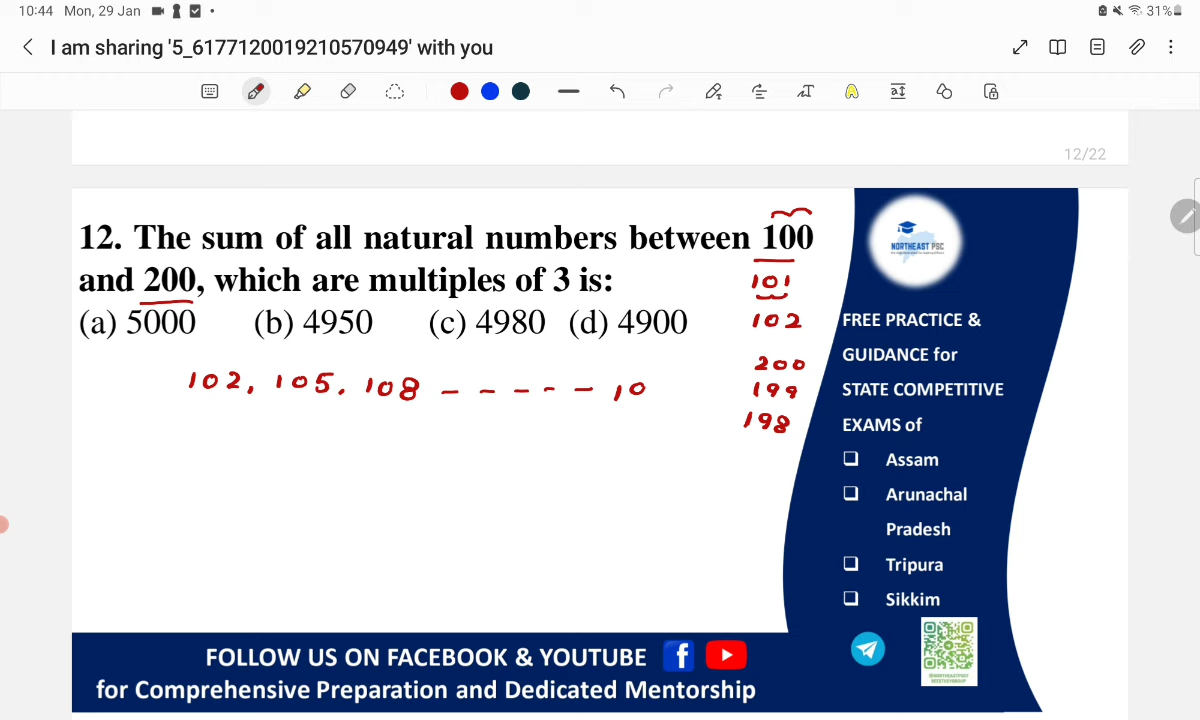 10:44 Mon, 29 Jan
31%
I am sharing '5_6177120019210570949' with you
12/22
12. The sum of all natural numbers between 100
and 200, which are multiples of 3 is:
(a) 5000 (b) 4950 (c) 4980 (d) 4900
101
102
200
199
198
102, 105, 108 - - - - - 10
NORTHEAST PSC
FREE PRACTICE &
GUIDANCE for
STATE COMPETITIVE
EXAMS of
Assam
Arunachal
Pradesh
Tripura
Sikkim
FOLLOW US ON FACEBOOK & YOUTUBE
for Comprehensive Preparation and Dedicated Mentorship